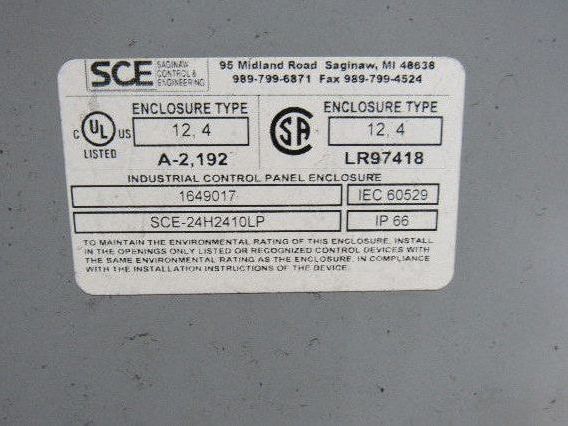 SCE SAGINAW CONTROL & ENGINEERING
95 Midland Road Saginaw, MI 48638
989-799-6871 Fax 989-799-4524
ENCLOSURE TYPE
12, 4
C UL US LISTED
A-2,192
ENCLOSURE TYPE
12, 4
SA
LR97418
INDUSTRIAL CONTROL PANEL ENCLOSURE
1649017 IEC 60529
SCE-24H2410LP IP 66
TO MAINTAIN THE ENVIRONMENTAL RATING OF THIS ENCLOSURE, INSTALL
IN THE OPENINGS ONLY LISTED OR RECOGNIZED CONTROL DEVICES WITH
THE SAME ENVIRONMENTAL RATING AS THE ENCLOSURE, IN COMPLIANCE
WITH THE INSTALLATION INSTRUCTIONS OF THE DEVICE.